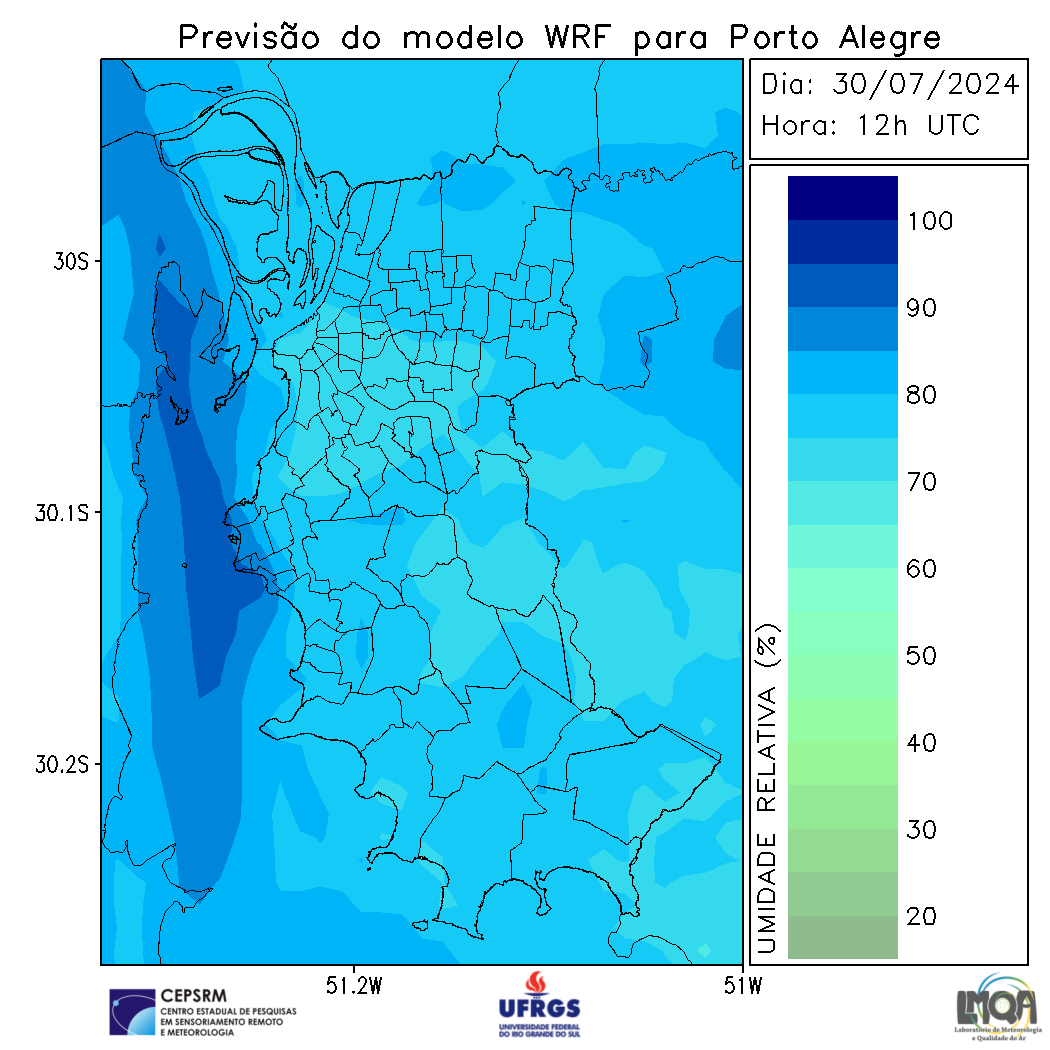 Previsão do modelo WRF para Porto Alegre
Dia: 30/07/2024
Hora: 12h UTC
100
90
80
70
60
50
40
30
20
UMIDADE RELATIVA (%)
30S
30.1S
30.2S
51.2W
51W
CEPSRM
CENTRO ESTADUAL DE PESQUISAS
EM SENSORIAMENTO REMOTO
E METEOROLOGIA
UFRGS
UNIVERSIDADE FEDERAL
DO RIO GRANDE DO SUL
LMQA
Laboratório de Meteorologia
e Qualidade do Ar